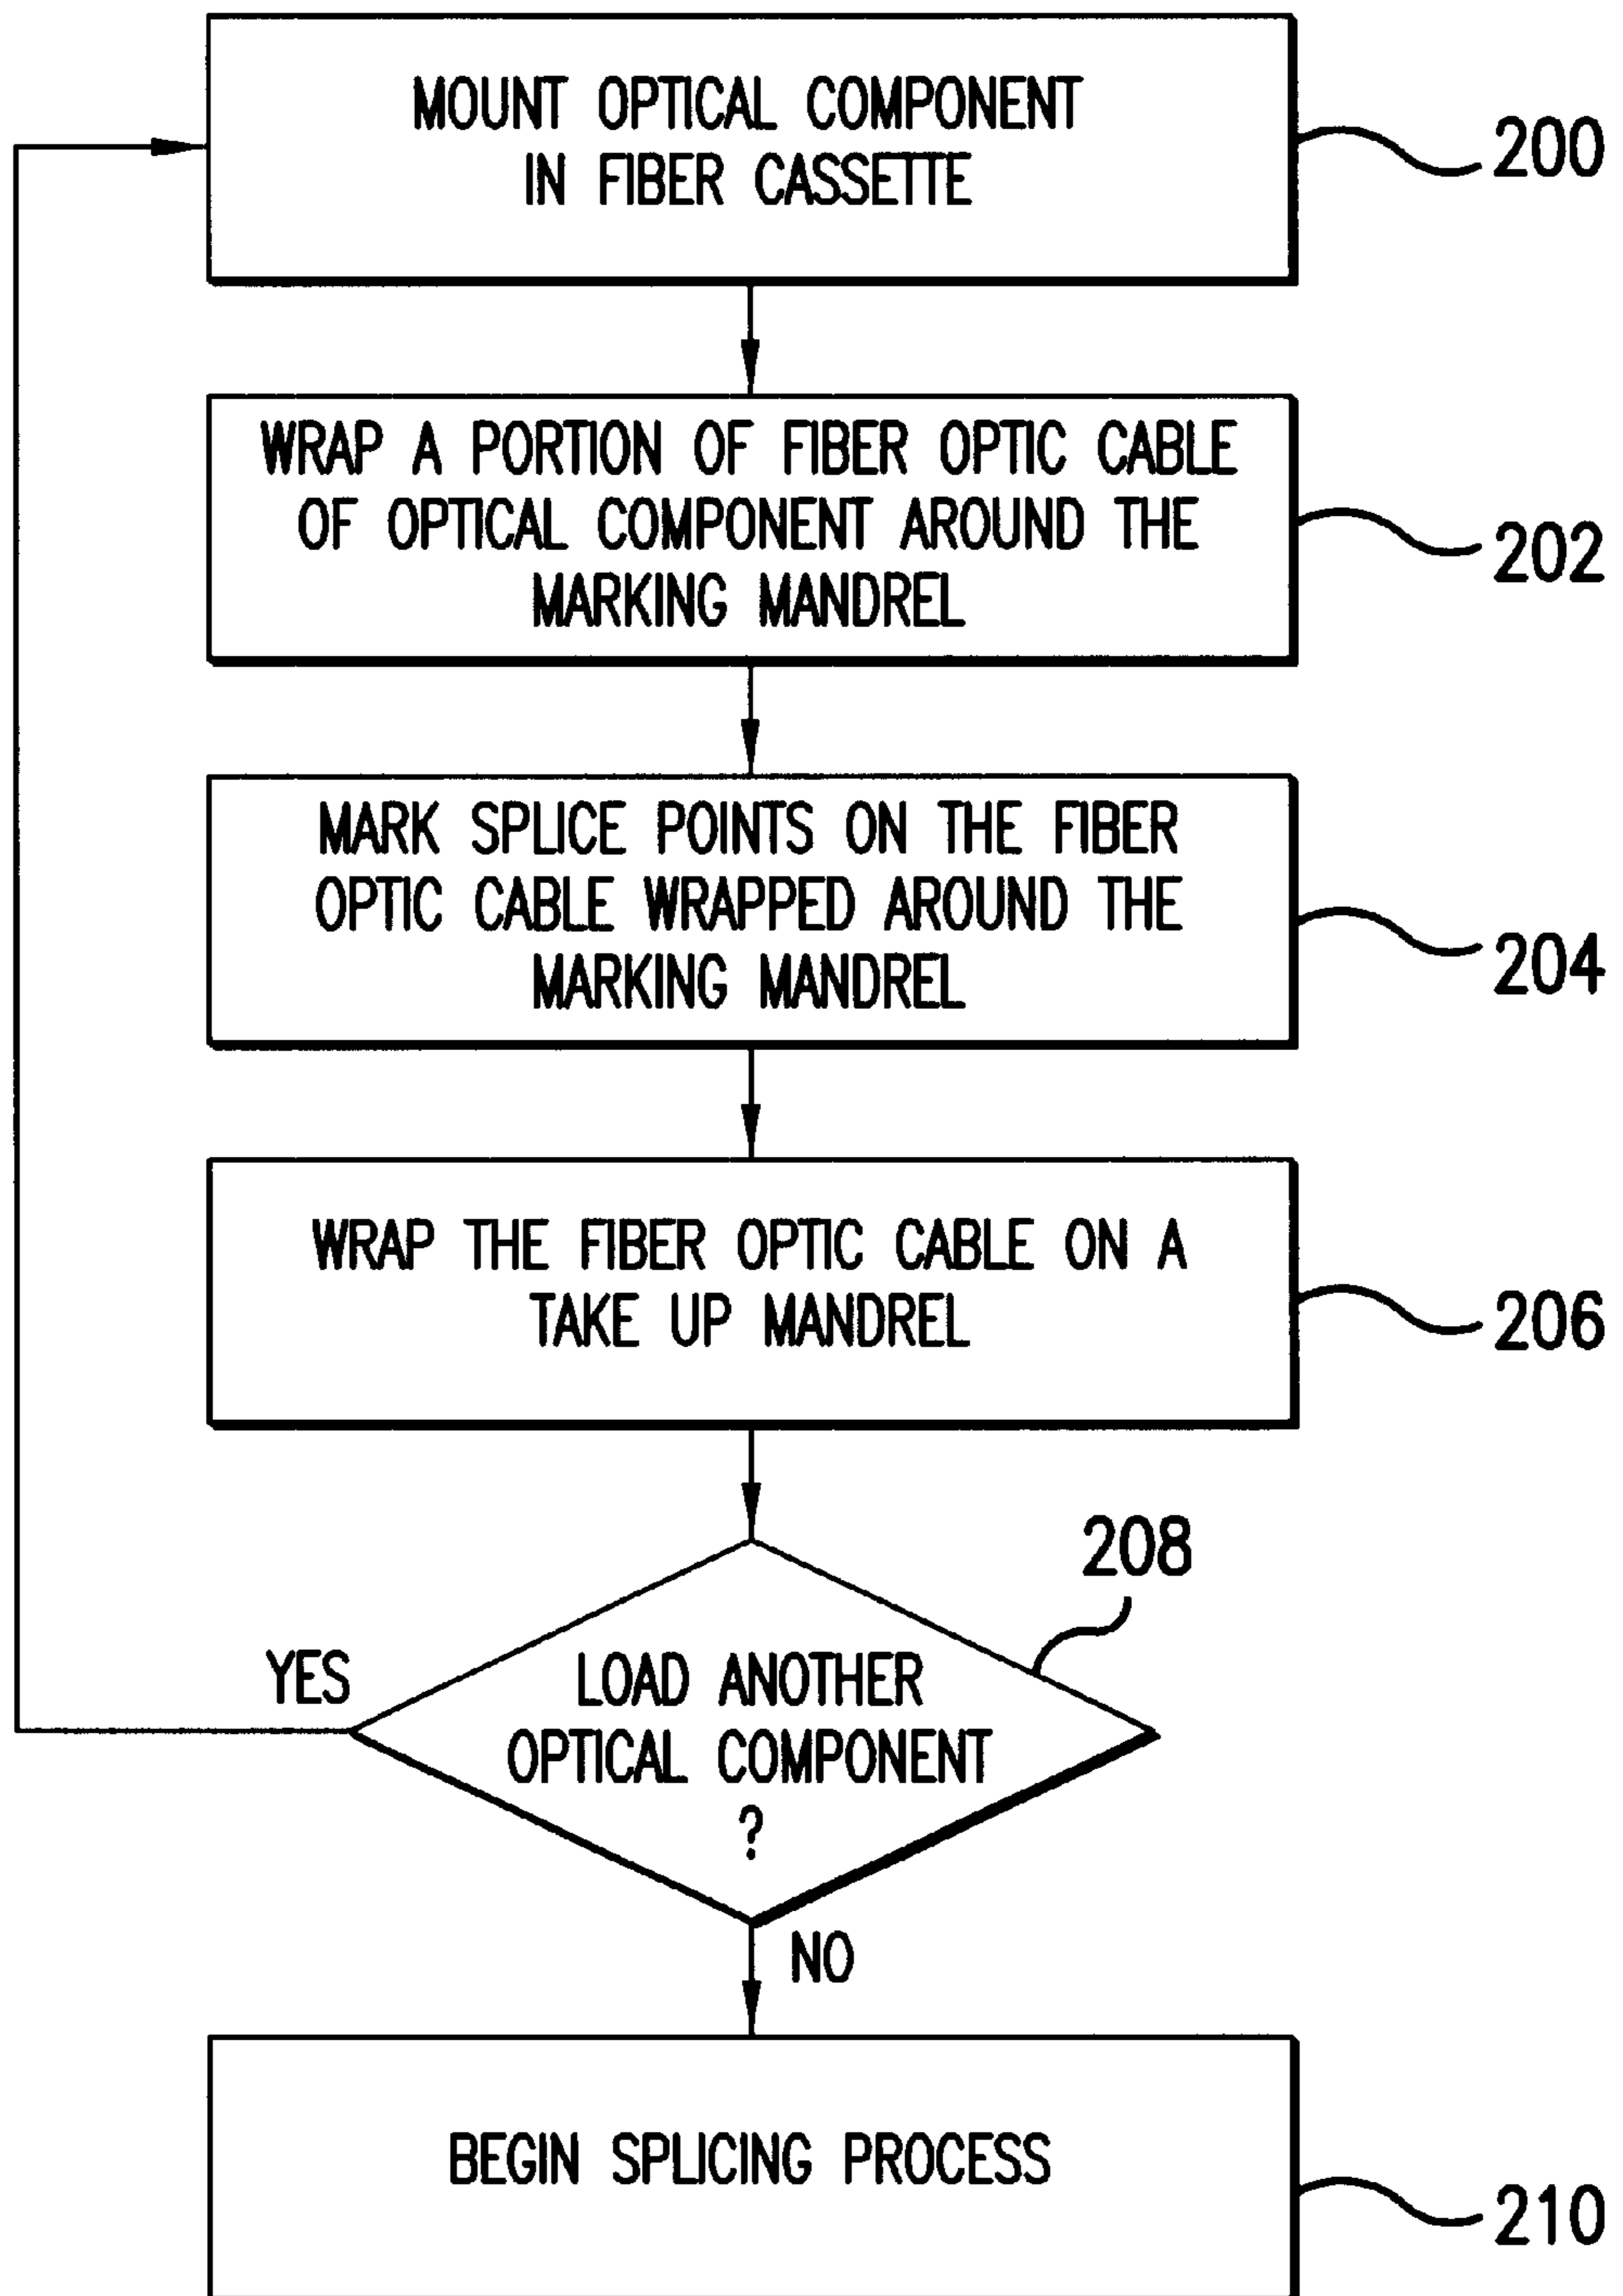 MOUNT OPTICAL COMPONENT
IN FIBER CASSETTE
200
WRAP A PORTION OF FIBER OPTIC CABLE
OF OPTICAL COMPONENT AROUND THE
MARKING MANDREL
202
MARK SPLICE POINTS ON THE FIBER
OPTIC CABLE WRAPPED AROUND THE
MARKING MANDREL
204
WRAP THE FIBER OPTIC CABLE ON A
TAKE UP MANDREL
206
208
YES
LOAD ANOTHER
OPTICAL COMPONENT
?
NO
BEGIN SPLICING PROCESS
210